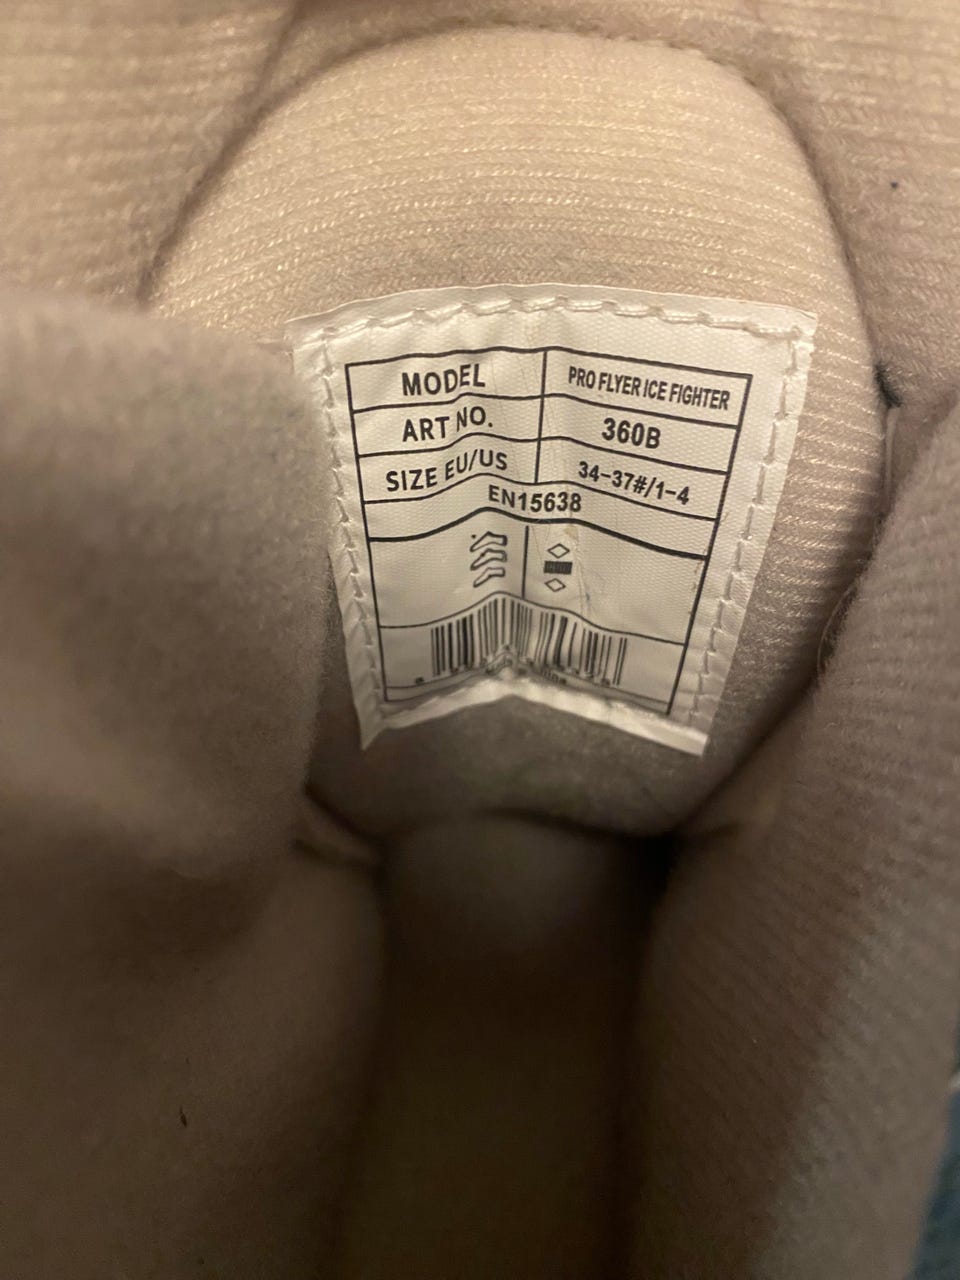 MODEL PRO FLYER ICE FIGHTER
ART NO. 360B
SIZE EU/US 34-37#/1-4
EN15638